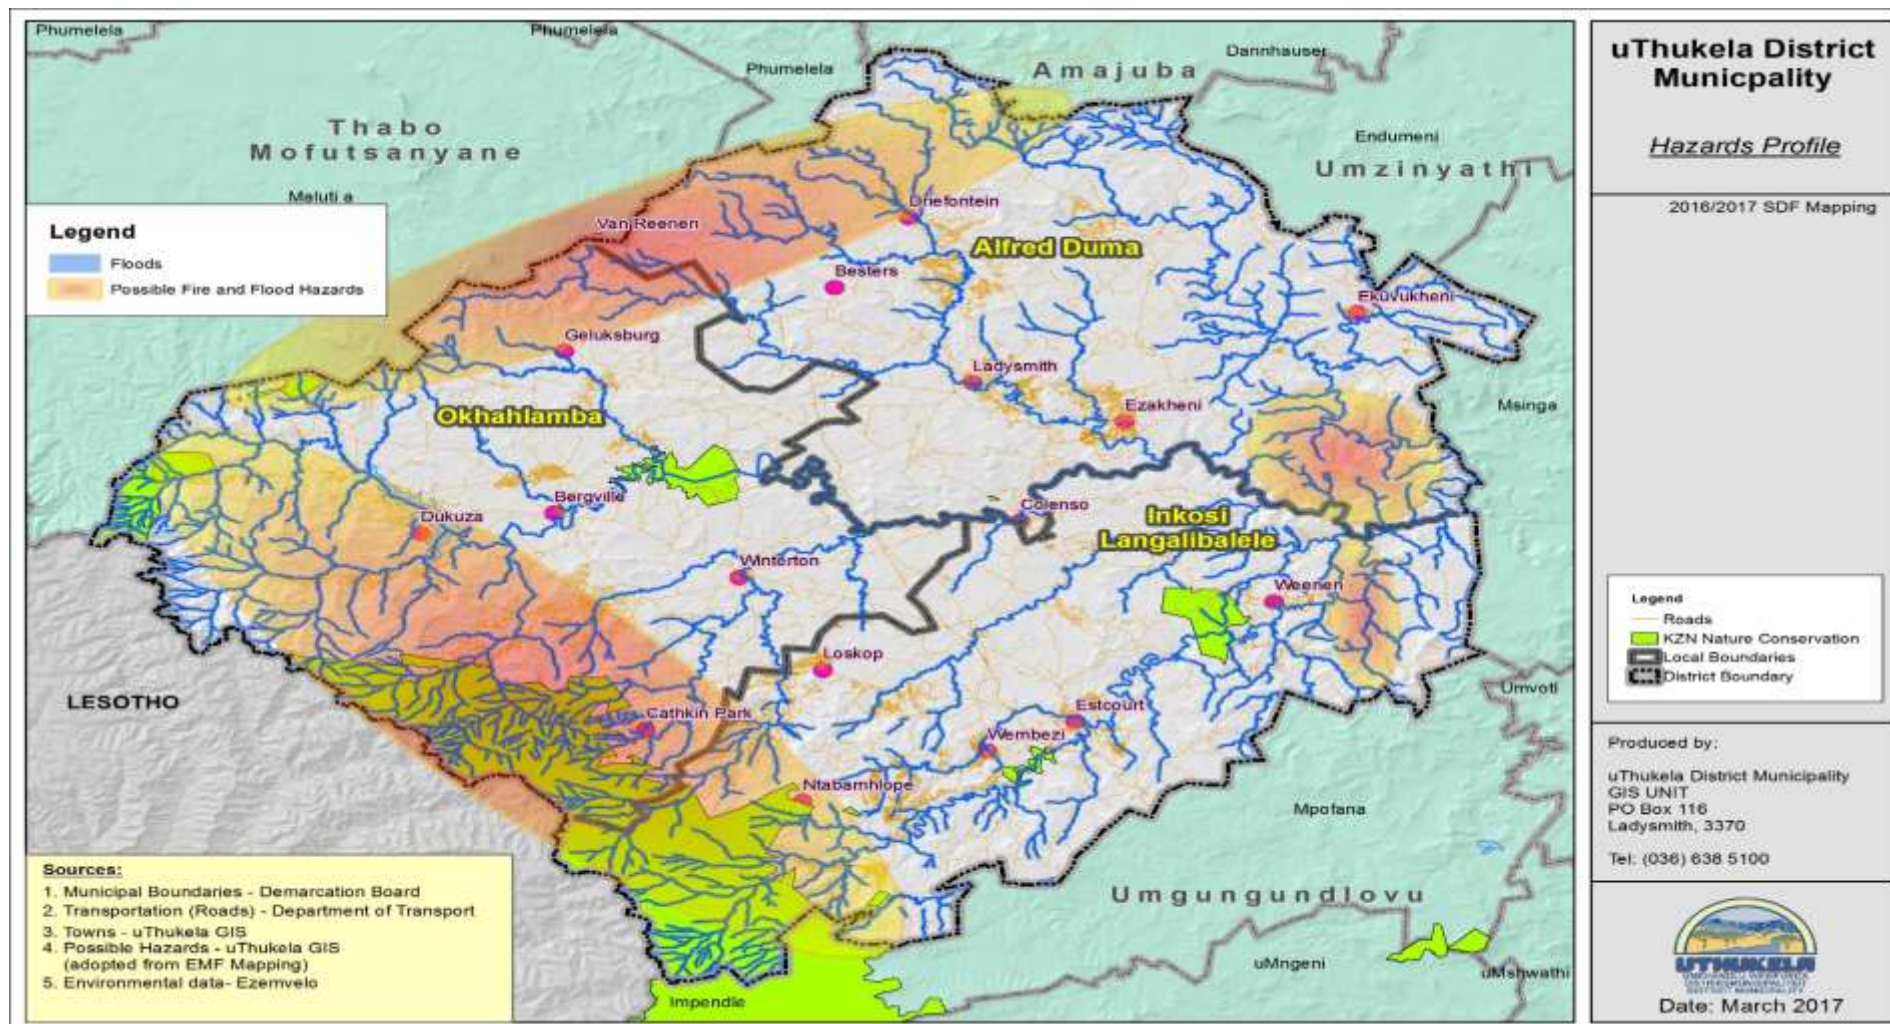 Phumelela
Phumelela
Phumelela
Dannhauser
Amajuba
Thabo
Mofutsanyane
Endumeni
Umzinyathi
Maluti a
Legend
Floods
Possible Fire and Flood Hazards
Van Reenen
Driefontein
Alfred Duma
Besters
Ekuvukheni
Geluksburg
Ladysmith
Okhahlamba
Ezakheni
Msinga
Bergville
Dukuza
Colenso
Inkosi
Langalibalele
Winterton
Weenen
Loskop
LESOTHO
Umvoti
Cathkin Park
Estcourt
Wembezi
Ntabamhlope
Mpofana
Umgungundlovu
uMngeni
uMshwathi
Impendle
Sources:
1. Municipal Boundaries - Demarcation Board
2. Transportation (Roads) - Department of Transport
3. Towns - uThukela GIS
4. Possible Hazards - uThukela GIS
(adopted from EMF Mapping)
5. Environmental data- Ezemvelo
uThukela District
Municpality
Hazards Profile
2016/2017 SDF Mapping
Legend
Roads
KZN Nature Conservation
Local Boundaries
District Boundary
Produced by:
uThukela District Municipality
GIS UNIT
PO Box 116
Ladysmith, 3370
Tel: (036) 638 5100
UTHUKELA
DISTRICT MUNICIPALITY
Date: March 2017